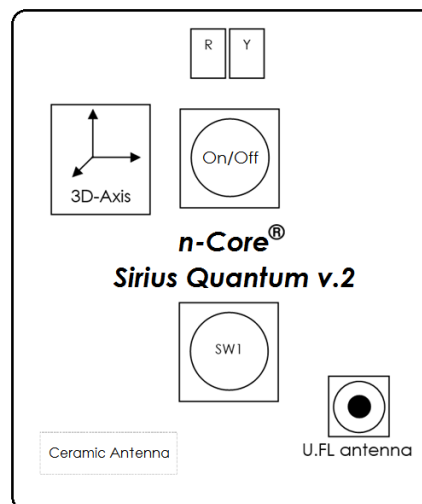 R Y
On/Off
3D-Axis
n-Core®
Sirius Quantum v.2
SW1
U.FL antenna
Ceramic Antenna